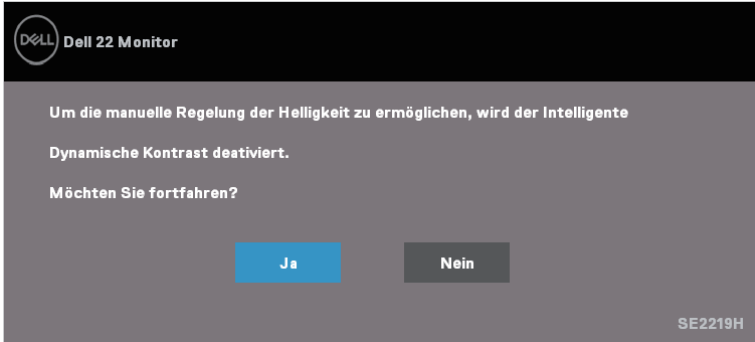 DELL Dell 22 Monitor
Um die manuelle Regelung der Helligkeit zu ermöglichen, wird der Intelligente
Dynamische Kontrast deativiert.
Möchten Sie fortfahren?
Ja Nein
SE2219H